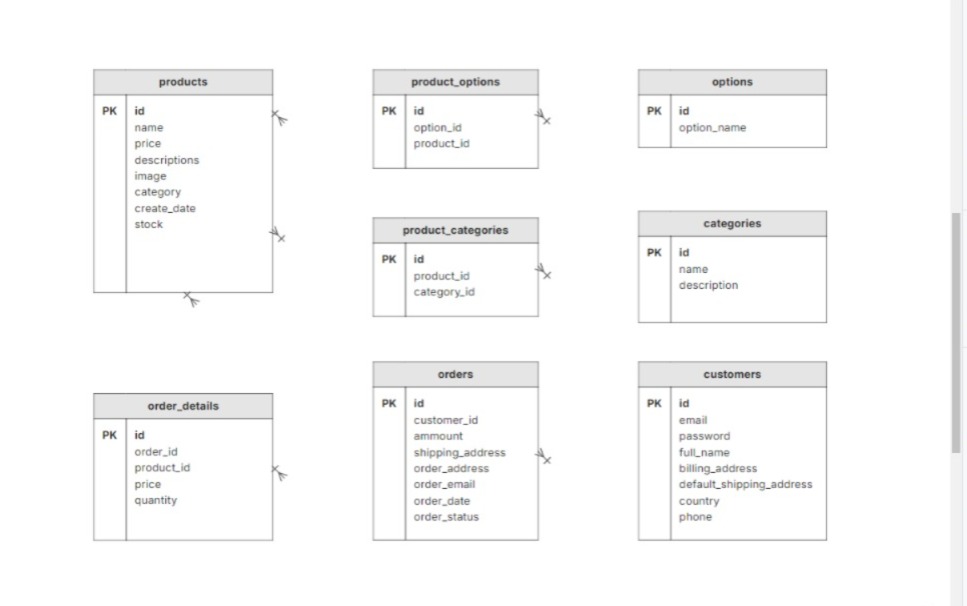 products
PK id
name
price
descriptions
image
category
create_date
stock
product_options
PK id
option_id
product_id
options
PK id
option_name
product_categories
PK id
product_id
category_id
categories
PK id
name
description
order_details
PK id
order_id
product_id
price
quantity
orders
PK id
customer_id
ammount
shipping_address
order_address
order_email
order_date
order_status
customers
PK id
email
password
full_name
billing_address
default_shipping_address
country
phone